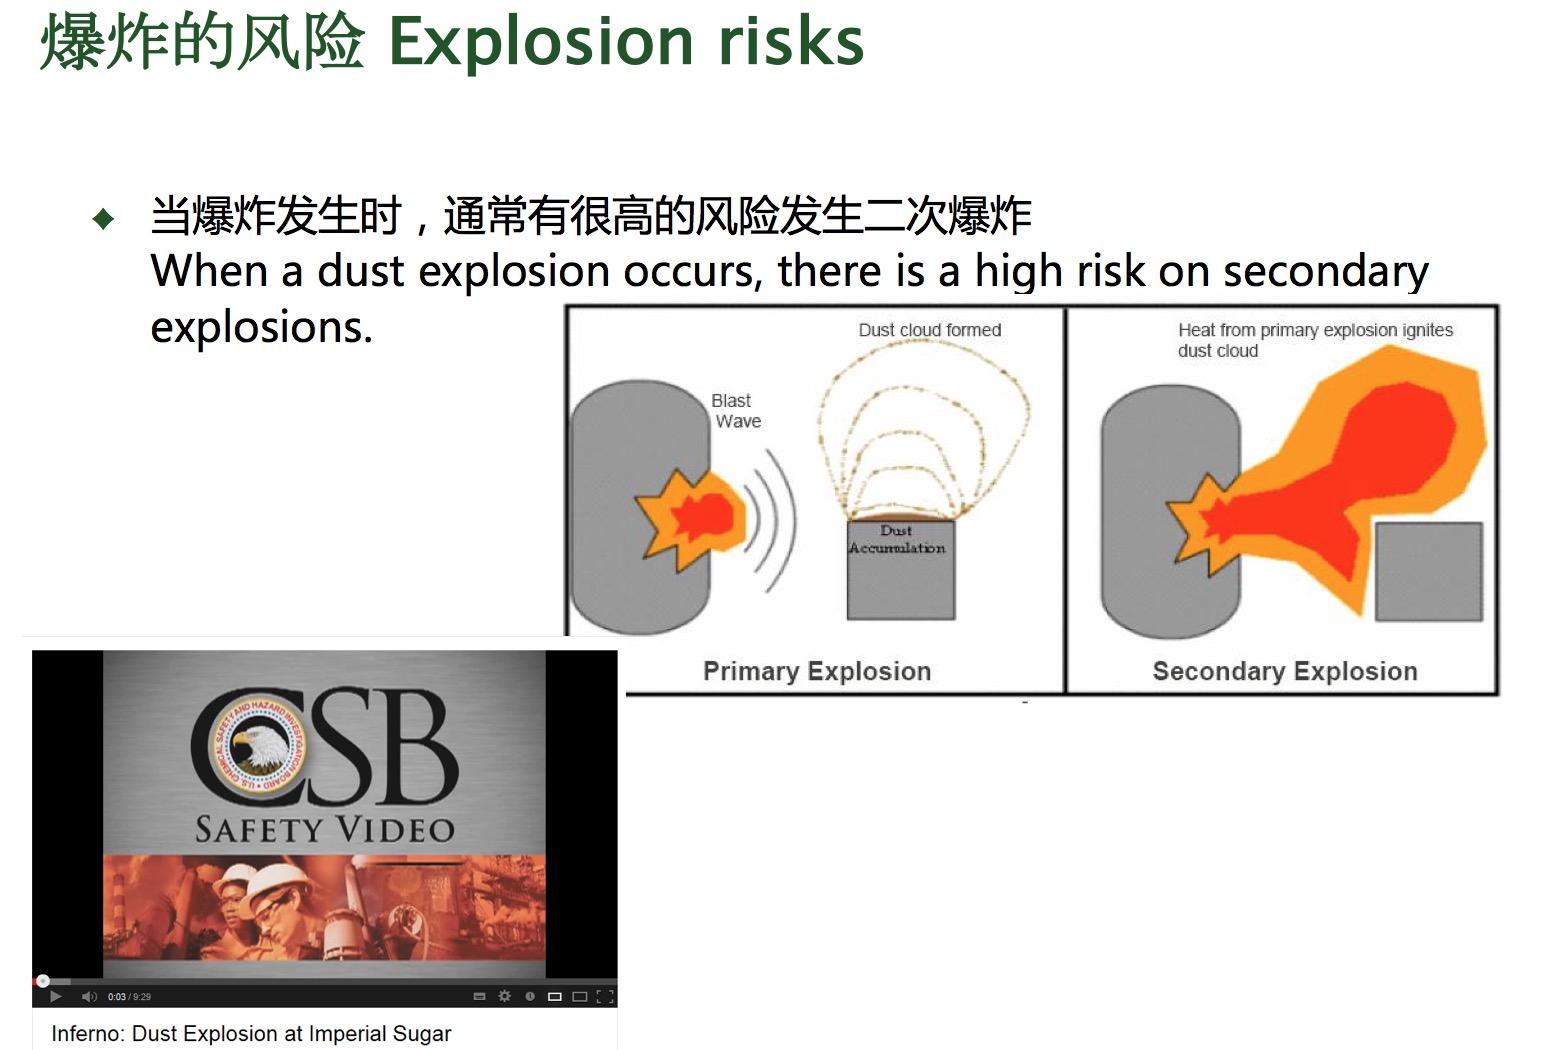 爆炸的风险 Explosion risks
当爆炸发生时，通常有很高的风险发生二次爆炸
When a dust explosion occurs, there is a high risk on secondary
explosions.
Dust cloud formed
Blast
Wave
Dust
Accumulation
Primary Explosion
Heat from primary explosion ignites
dust cloud
Secondary Explosion
-
CSB
U.S. CHEMICAL SAFETY AND HAZARD INVESTIGATION BOARD
SAFETY VIDEO
0:03 / 9:29
Inferno: Dust Explosion at Imperial Sugar